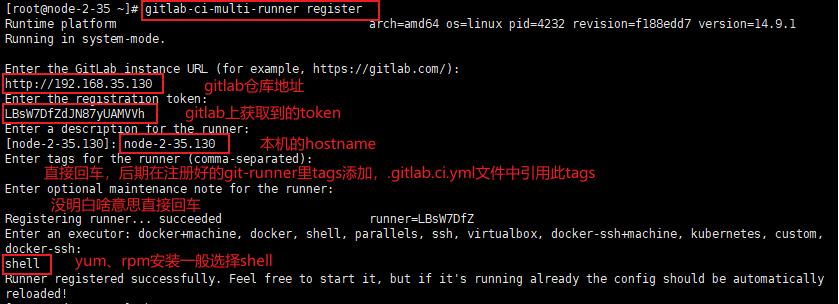 [root@node-2-35 ~]# gitlab-ci-multi-runner register
Runtime platform arch=amd64 os=linux pid=4232 revision=f188edd7 version=14.9.1
Running in system-mode.
Enter the GitLab instance URL (for example, https://gitlab.com/):
http://192.168.35.130 gitlab仓库地址
Enter the registration token:
LBsW7DfZdJN87yUAMVVh gitlab上获取到的token
Enter a description for the runner:
[node-2-35.130]: node-2-35.130 本机的hostname
Enter tags for the runner (comma-separated):
直接回车，后期在注册好的git-runner里tags添加，.gitlab.ci.yml文件中引用此tags
Enter optional maintenance note for the runner:
没明白啥意思直接回车
Registering runner... succeeded runner=LBsW7DfZ
Enter an executor: docker+machine, docker, shell, parallels, ssh, virtualbox, docker-ssh+machine, kubernetes, custom,
docker-ssh:
shell yum、rpm安装一般选择shell
Runner registered successfully. Feel free to start it, but if it's running already the config should be automatically
reloaded!